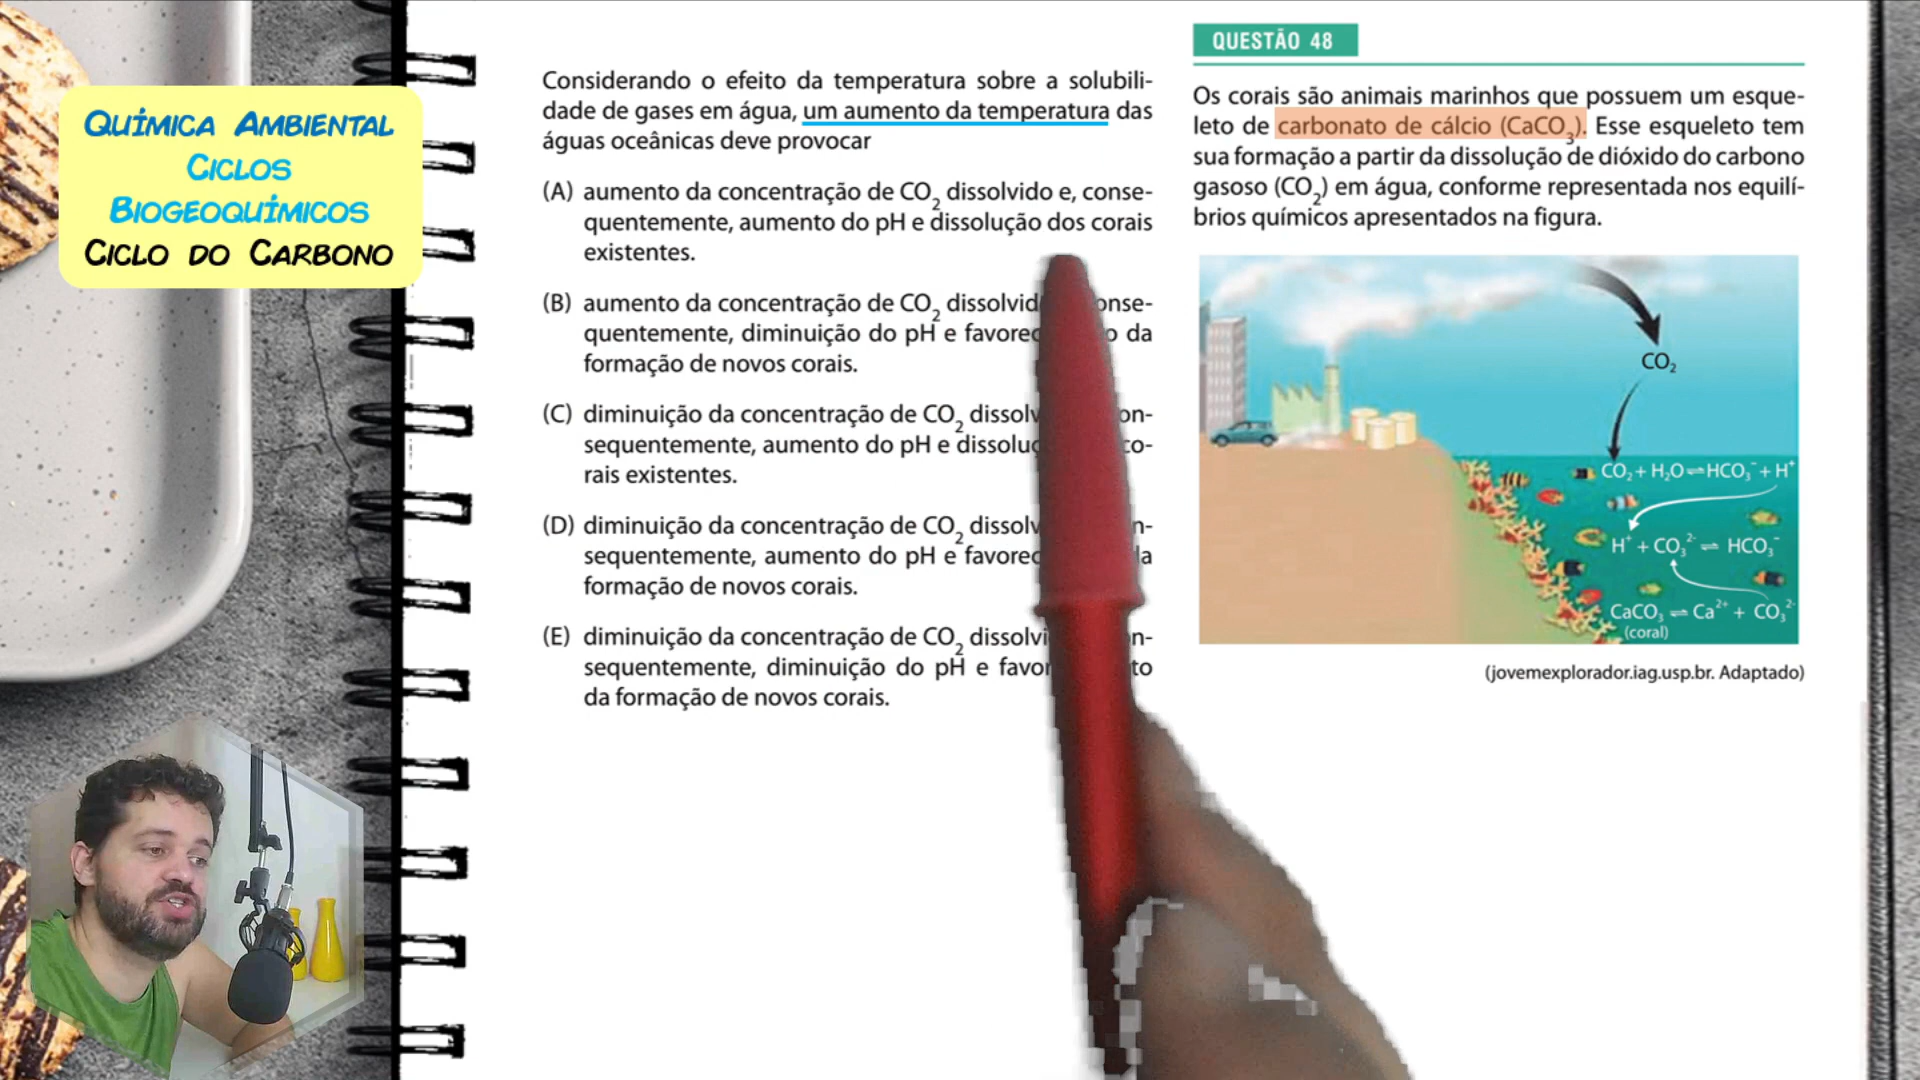 QUÍMICA AMBIENTAL
CICLOS
BIOGEOQUÍMICOS
CICLO DO CARBONO
Considerando o efeito da temperatura sobre a solubili-
dade de gases em água, um aumento da temperatura das
águas oceânicas deve provocar
(A) aumento da concentração de CO₂ dissolvido e, conse-
quentemente, aumento do pH e dissolução dos corais
existentes.
(B) aumento da concentração de CO₂ dissolvid onse-
quentemente, diminuição do pH e favorec o da
formação de novos corais.
(C) diminuição da concentração de CO₂ dissolv on-
sequentemente, aumento do pH e dissoluç co-
rais existentes.
(D) diminuição da concentração de CO₂ dissolv n-
sequentemente, aumento do pH e favorec la
formação de novos corais.
(E) diminuição da concentração de CO₂ dissolvi n-
sequentemente, diminuição do pH e favor to
da formação de novos corais.
QUESTÃO 48
Os corais são animais marinhos que possuem um esque-
leto de carbonato de cálcio (CaCO₃). Esse esqueleto tem
sua formação a partir da dissolução de dióxido do carbono
gasoso (CO₂) em água, conforme representada nos equilí-
brios químicos apresentados na figura.
CO₂
CO₂ + H₂O ⇌ HCO₃⁻ + H⁺
H⁺ + CO₃²⁻ ⇌ HCO₃⁻
CaCO₃ ⇌ Ca²⁺ + CO₃²⁻
(coral)
(jovemexplorador.iag.usp.br. Adaptado)